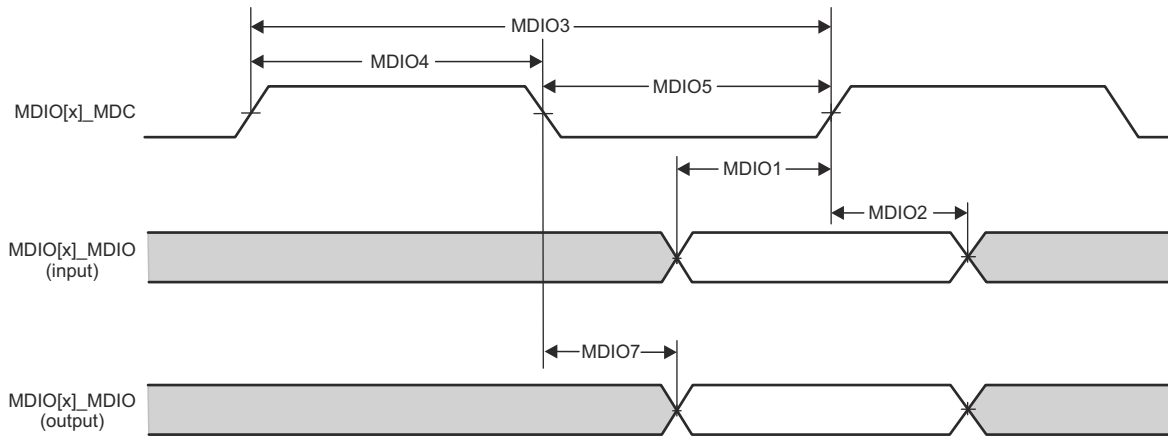 MDIO3
MDIO4
MDIO5
MDIO[x]_MDC
MDIO1
MDIO2
MDIO[x]_MDIO
(input)
MDIO7
MDIO[x]_MDIO
(output)